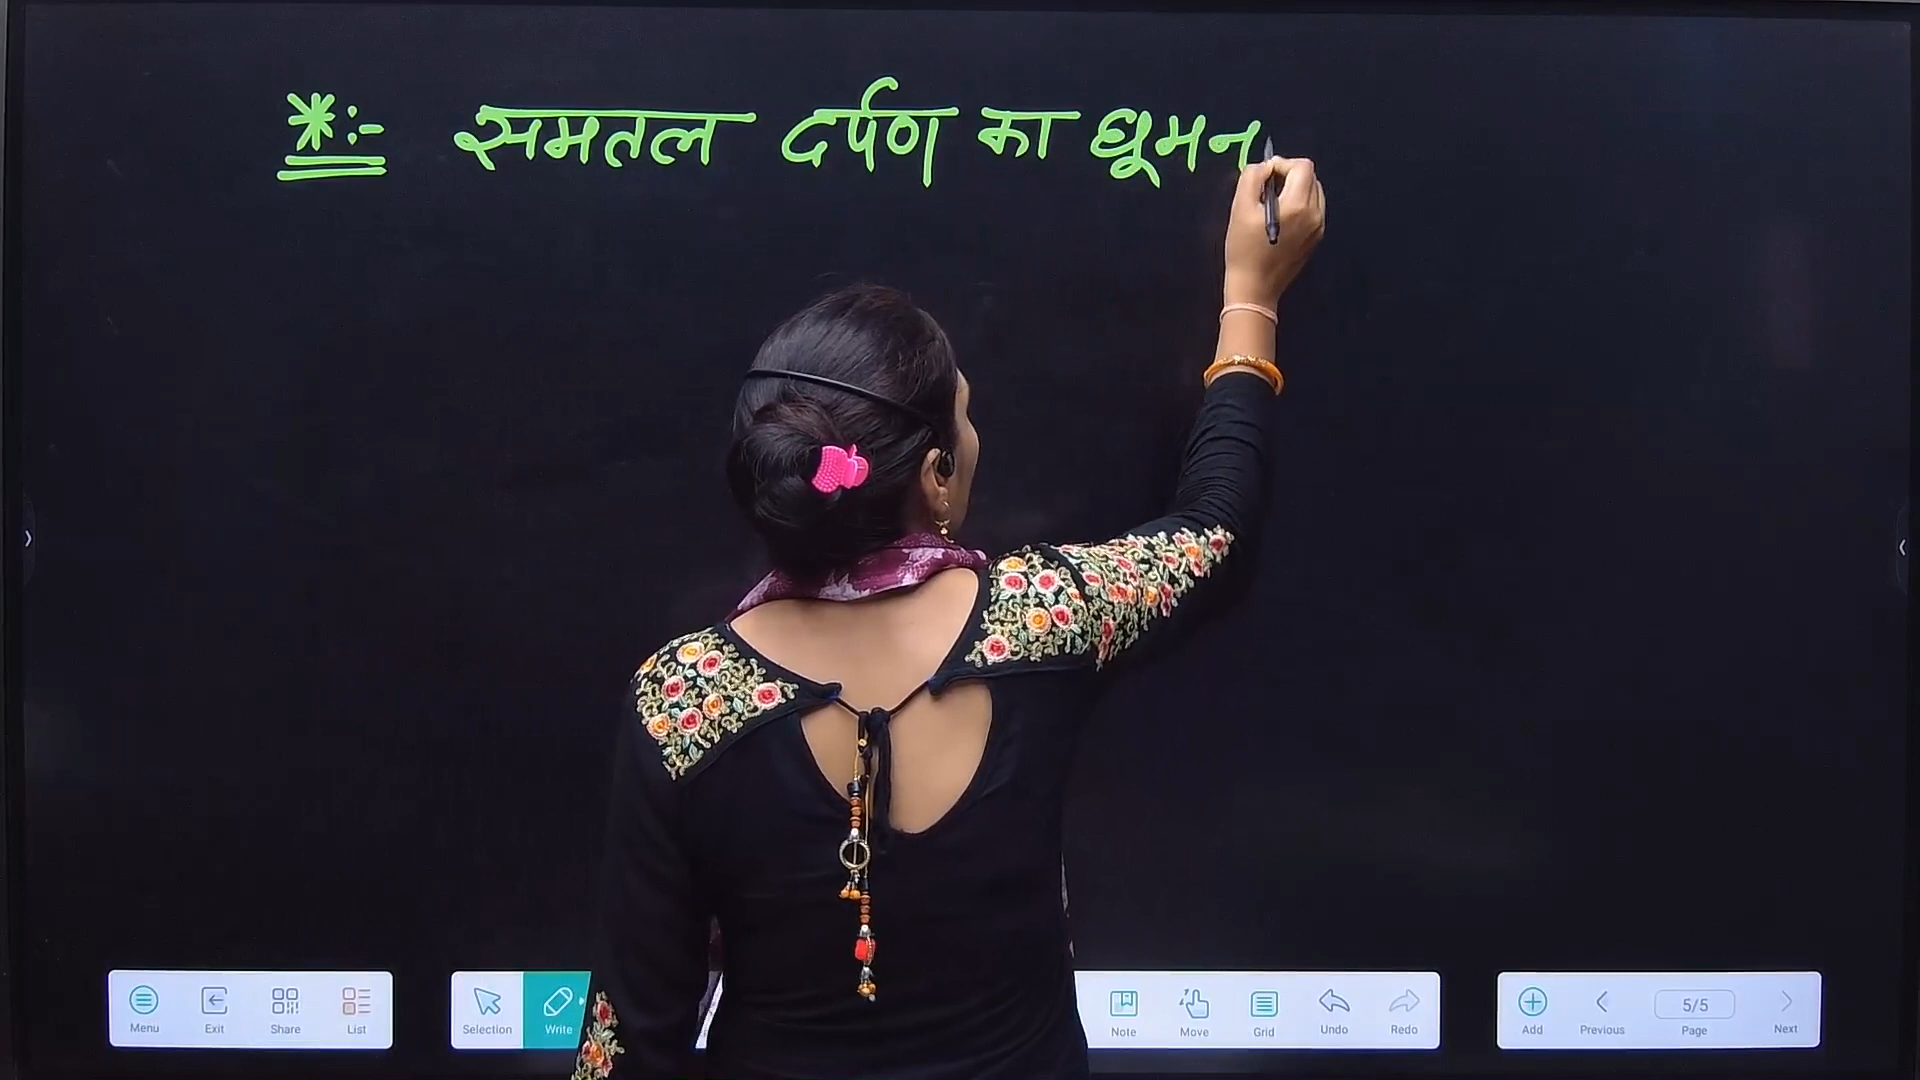 *:- समतल दर्पण का घूमन
Menu Exit Share List Selection Write Note Move Grid Undo Redo Add Previous 5/5 Page Next